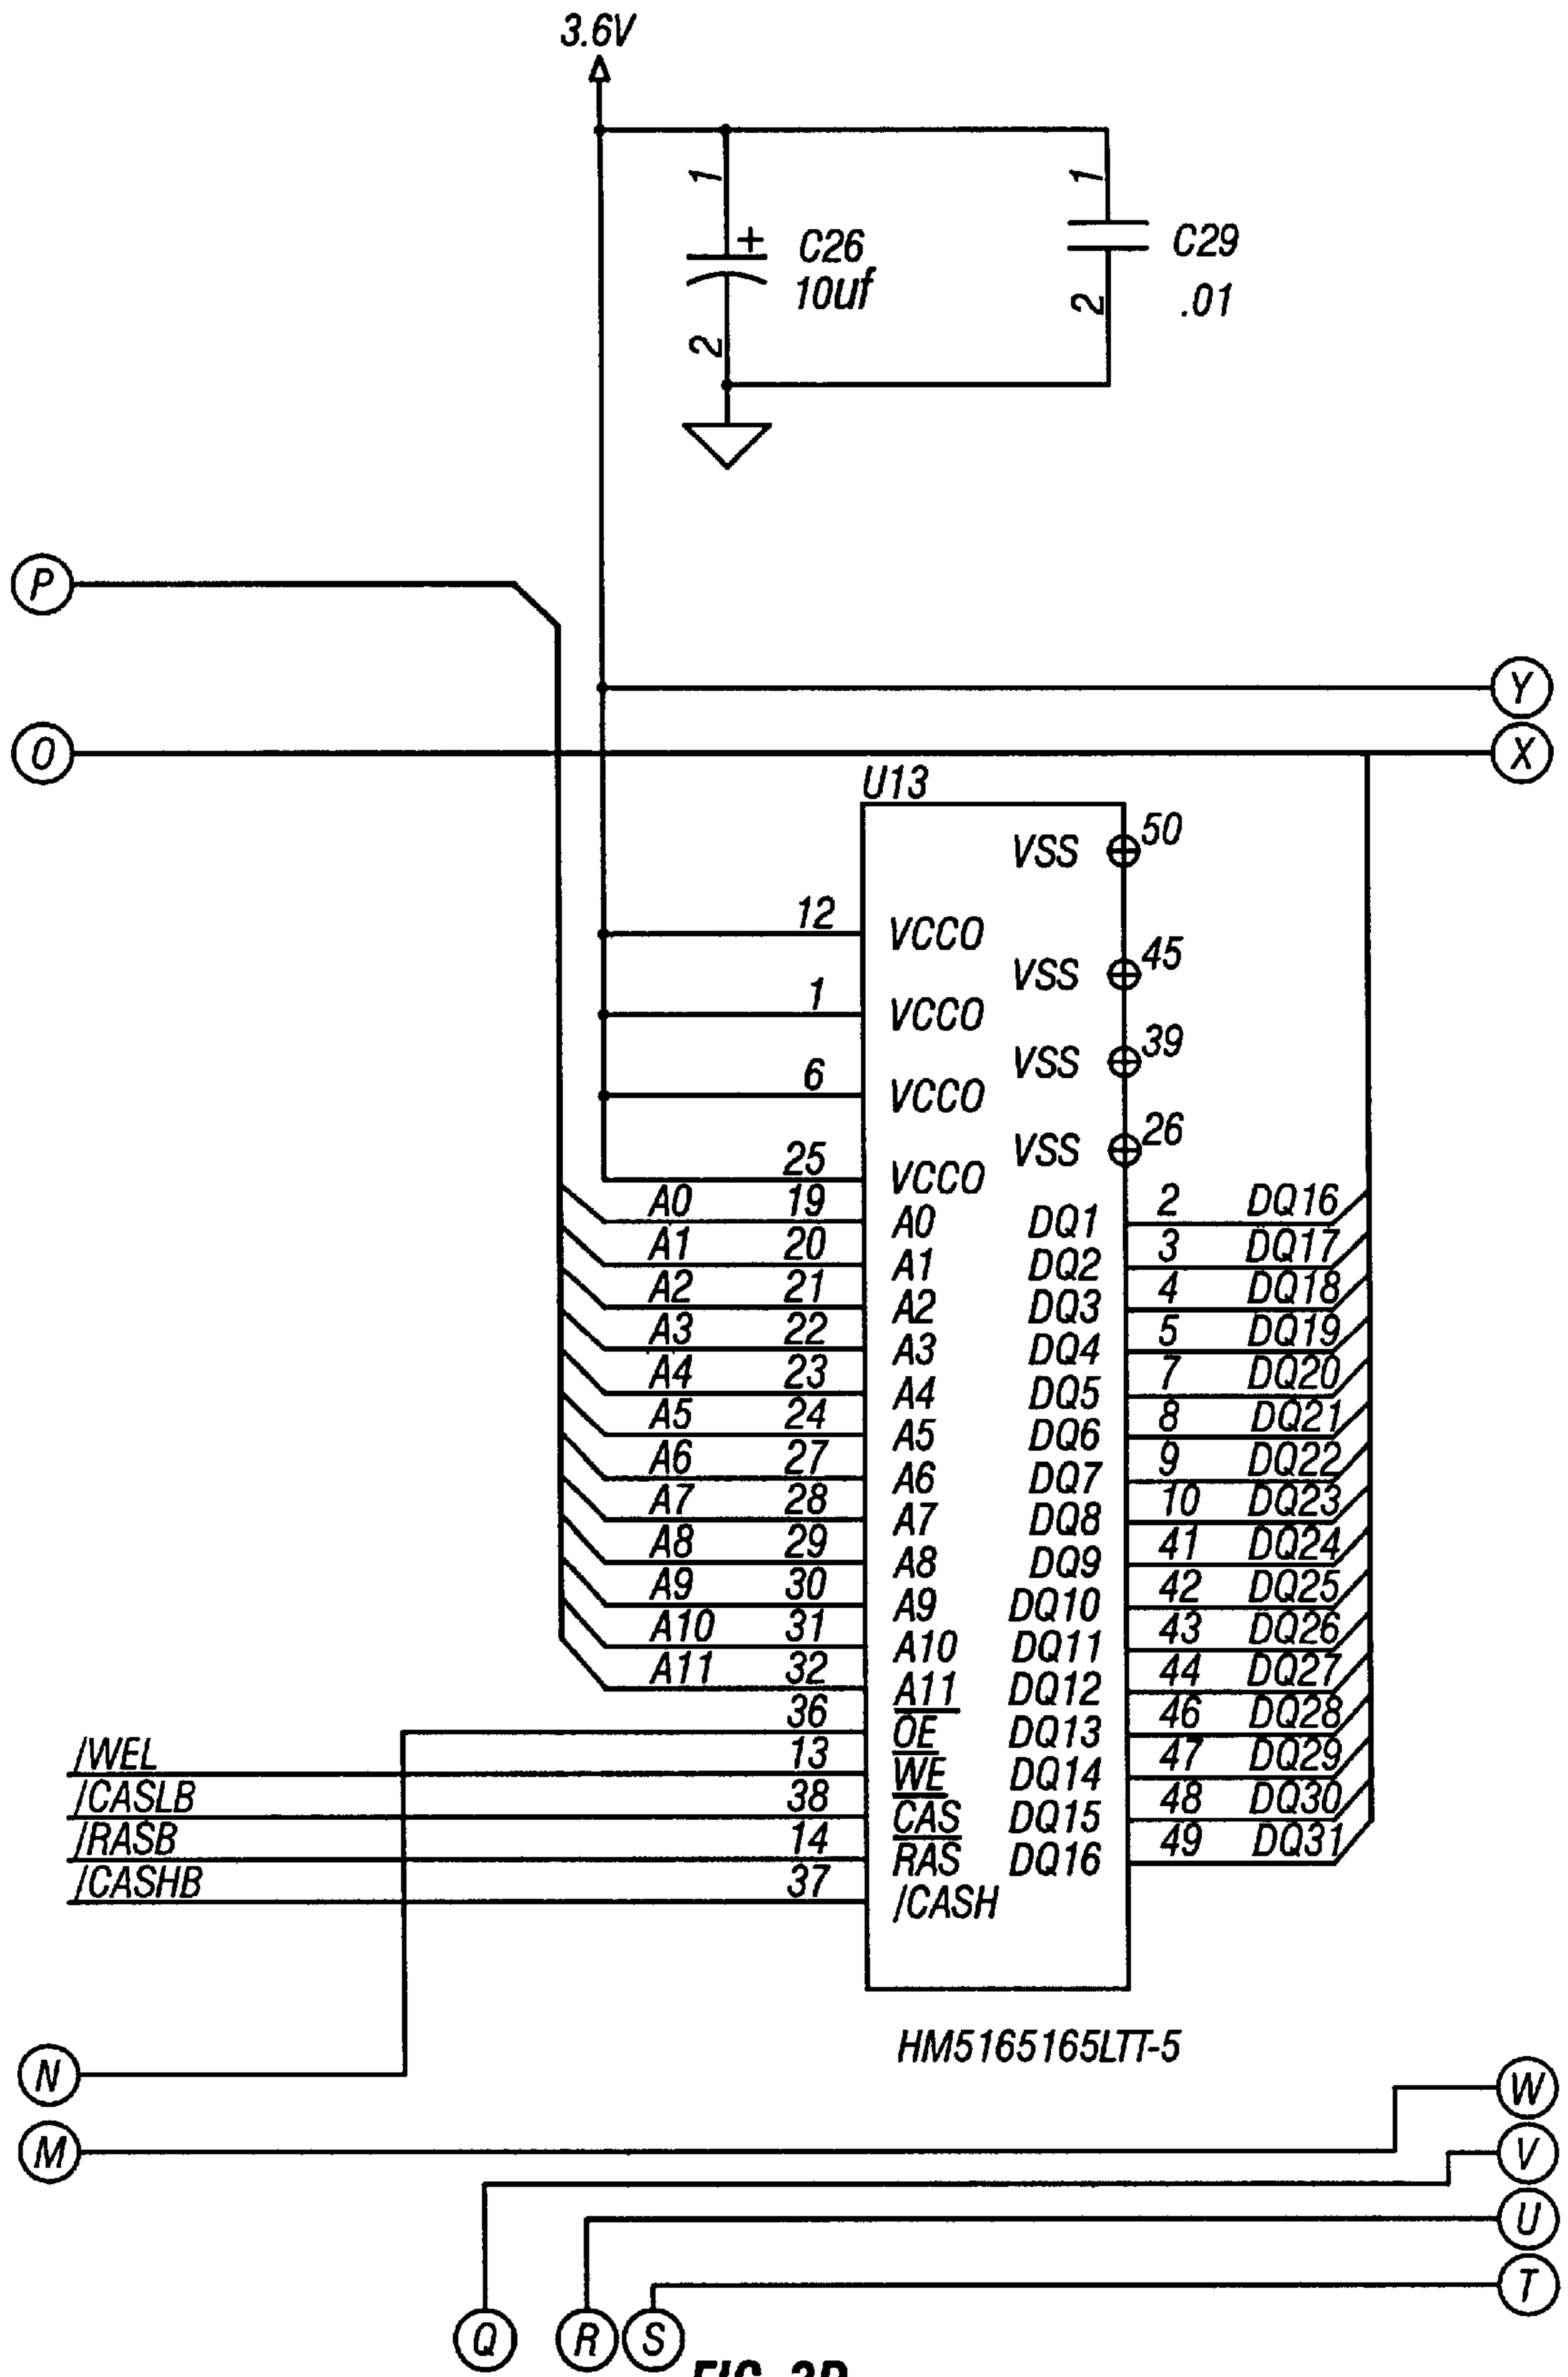 3.6V
1 1
+ C26 C29
10uf .01
2 2
P
Y
O X
U13
VSS 50
12 VCCO
VSS 45
1 VCCO
VSS 39
6 VCCO
VSS 26
25 VCCO
A0 19 A0 DQ1 2 DQ16
A1 20 A1 DQ2 3 DQ17
A2 21 A2 DQ3 4 DQ18
A3 22 A3 DQ4 5 DQ19
A4 23 A4 DQ5 7 DQ20
A5 24 A5 DQ6 8 DQ21
A6 27 A6 DQ7 9 DQ22
A7 28 A7 DQ8 10 DQ23
A8 29 A8 DQ9 41 DQ24
A9 30 A9 DQ10 42 DQ25
A10 31 A10 DQ11 43 DQ26
A11 32 A11 DQ12 44 DQ27
36 OE DQ13 46 DQ28
/WEL 13 WE DQ14 47 DQ29
/CASLB 38 CAS DQ15 48 DQ30
/RASB 14 RAS DQ16 49 DQ31
/CASHB 37 /CASH
HM5165165LTT-5
N
W
M V
U
T
Q R S